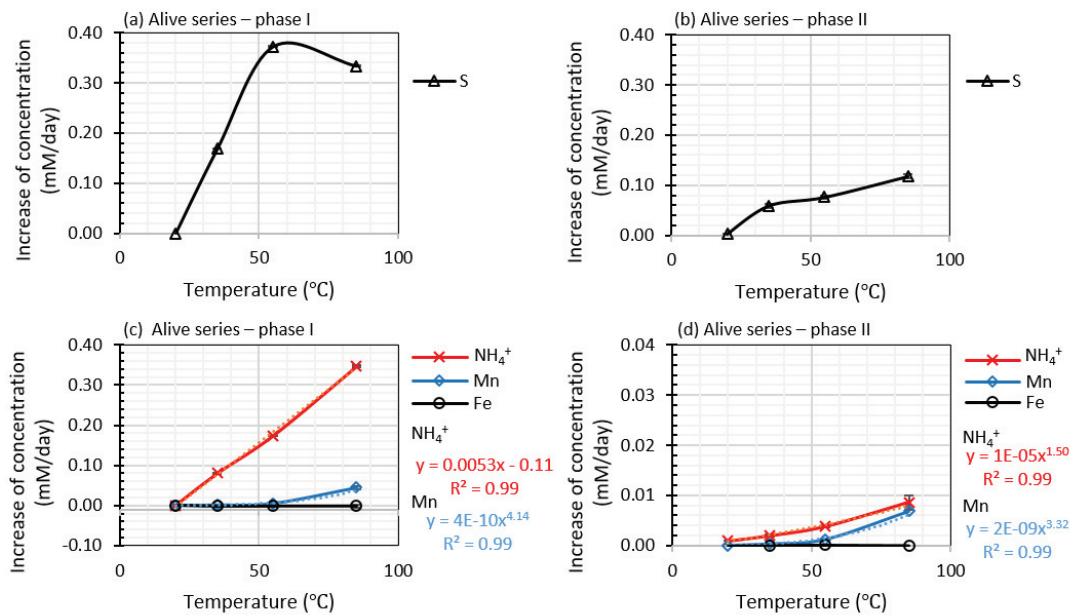 (a) Alive series – phase I
Increase of concentration
(mM/day)
0.40
0.30
0.20
0.10
0.00
0
50
100
Temperature (°C)
S
(b) Alive series – phase II
Increase of concentration
(mM/day)
0.40
0.30
0.20
0.10
0.00
0
50
100
Temperature (°C)
S
(c) Alive series – phase I
Increase of concentration
(mM/day)
0.40
0.30
0.20
0.10
0.00
-0.10
0
50
100
Temperature (°C)
NH₄⁺
Mn
Fe
NH₄⁺
y = 0.0053x - 0.11
R² = 0.99
Mn
y = 4E-10x⁴·¹⁴
R² = 0.99
(d) Alive series – phase II
Increase of concentration
(mM/day)
0.04
0.03
0.02
0.01
0.00
0
50
100
Temperature (°C)
NH₄⁺
Mn
Fe
NH₄⁺
y = 1E-05x¹·⁵⁰
R² = 0.99
Mn
y = 2E-09x³·³²
R² = 0.99